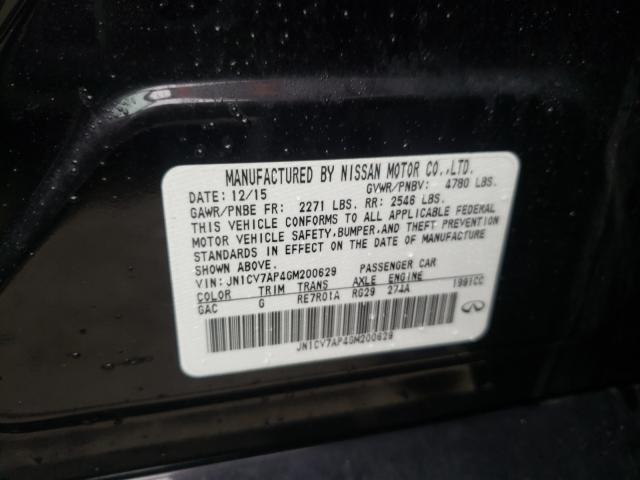 MANUFACTURED BY NISSAN MOTOR CO.,LTD.
DATE: 12/15 GVWR/PNBV: 4780 LBS.
GAWR/PNBE FR: 2271 LBS. RR: 2546 LBS.
THIS VEHICLE CONFORMS TO ALL APPLICABLE FEDERAL
MOTOR VEHICLE SAFETY,BUMPER,AND THEFT PREVENTION
STANDARDS IN EFFECT ON THE DATE OF MANUFACTURE
SHOWN ABOVE.
VIN: JN1CV7AP4GM200629 PASSENGER CAR
COLOR TRIM TRANS AXLE ENGINE 1991CC
GAC G RE7R01A RG29 274A
JN1CV7AP4GM200629